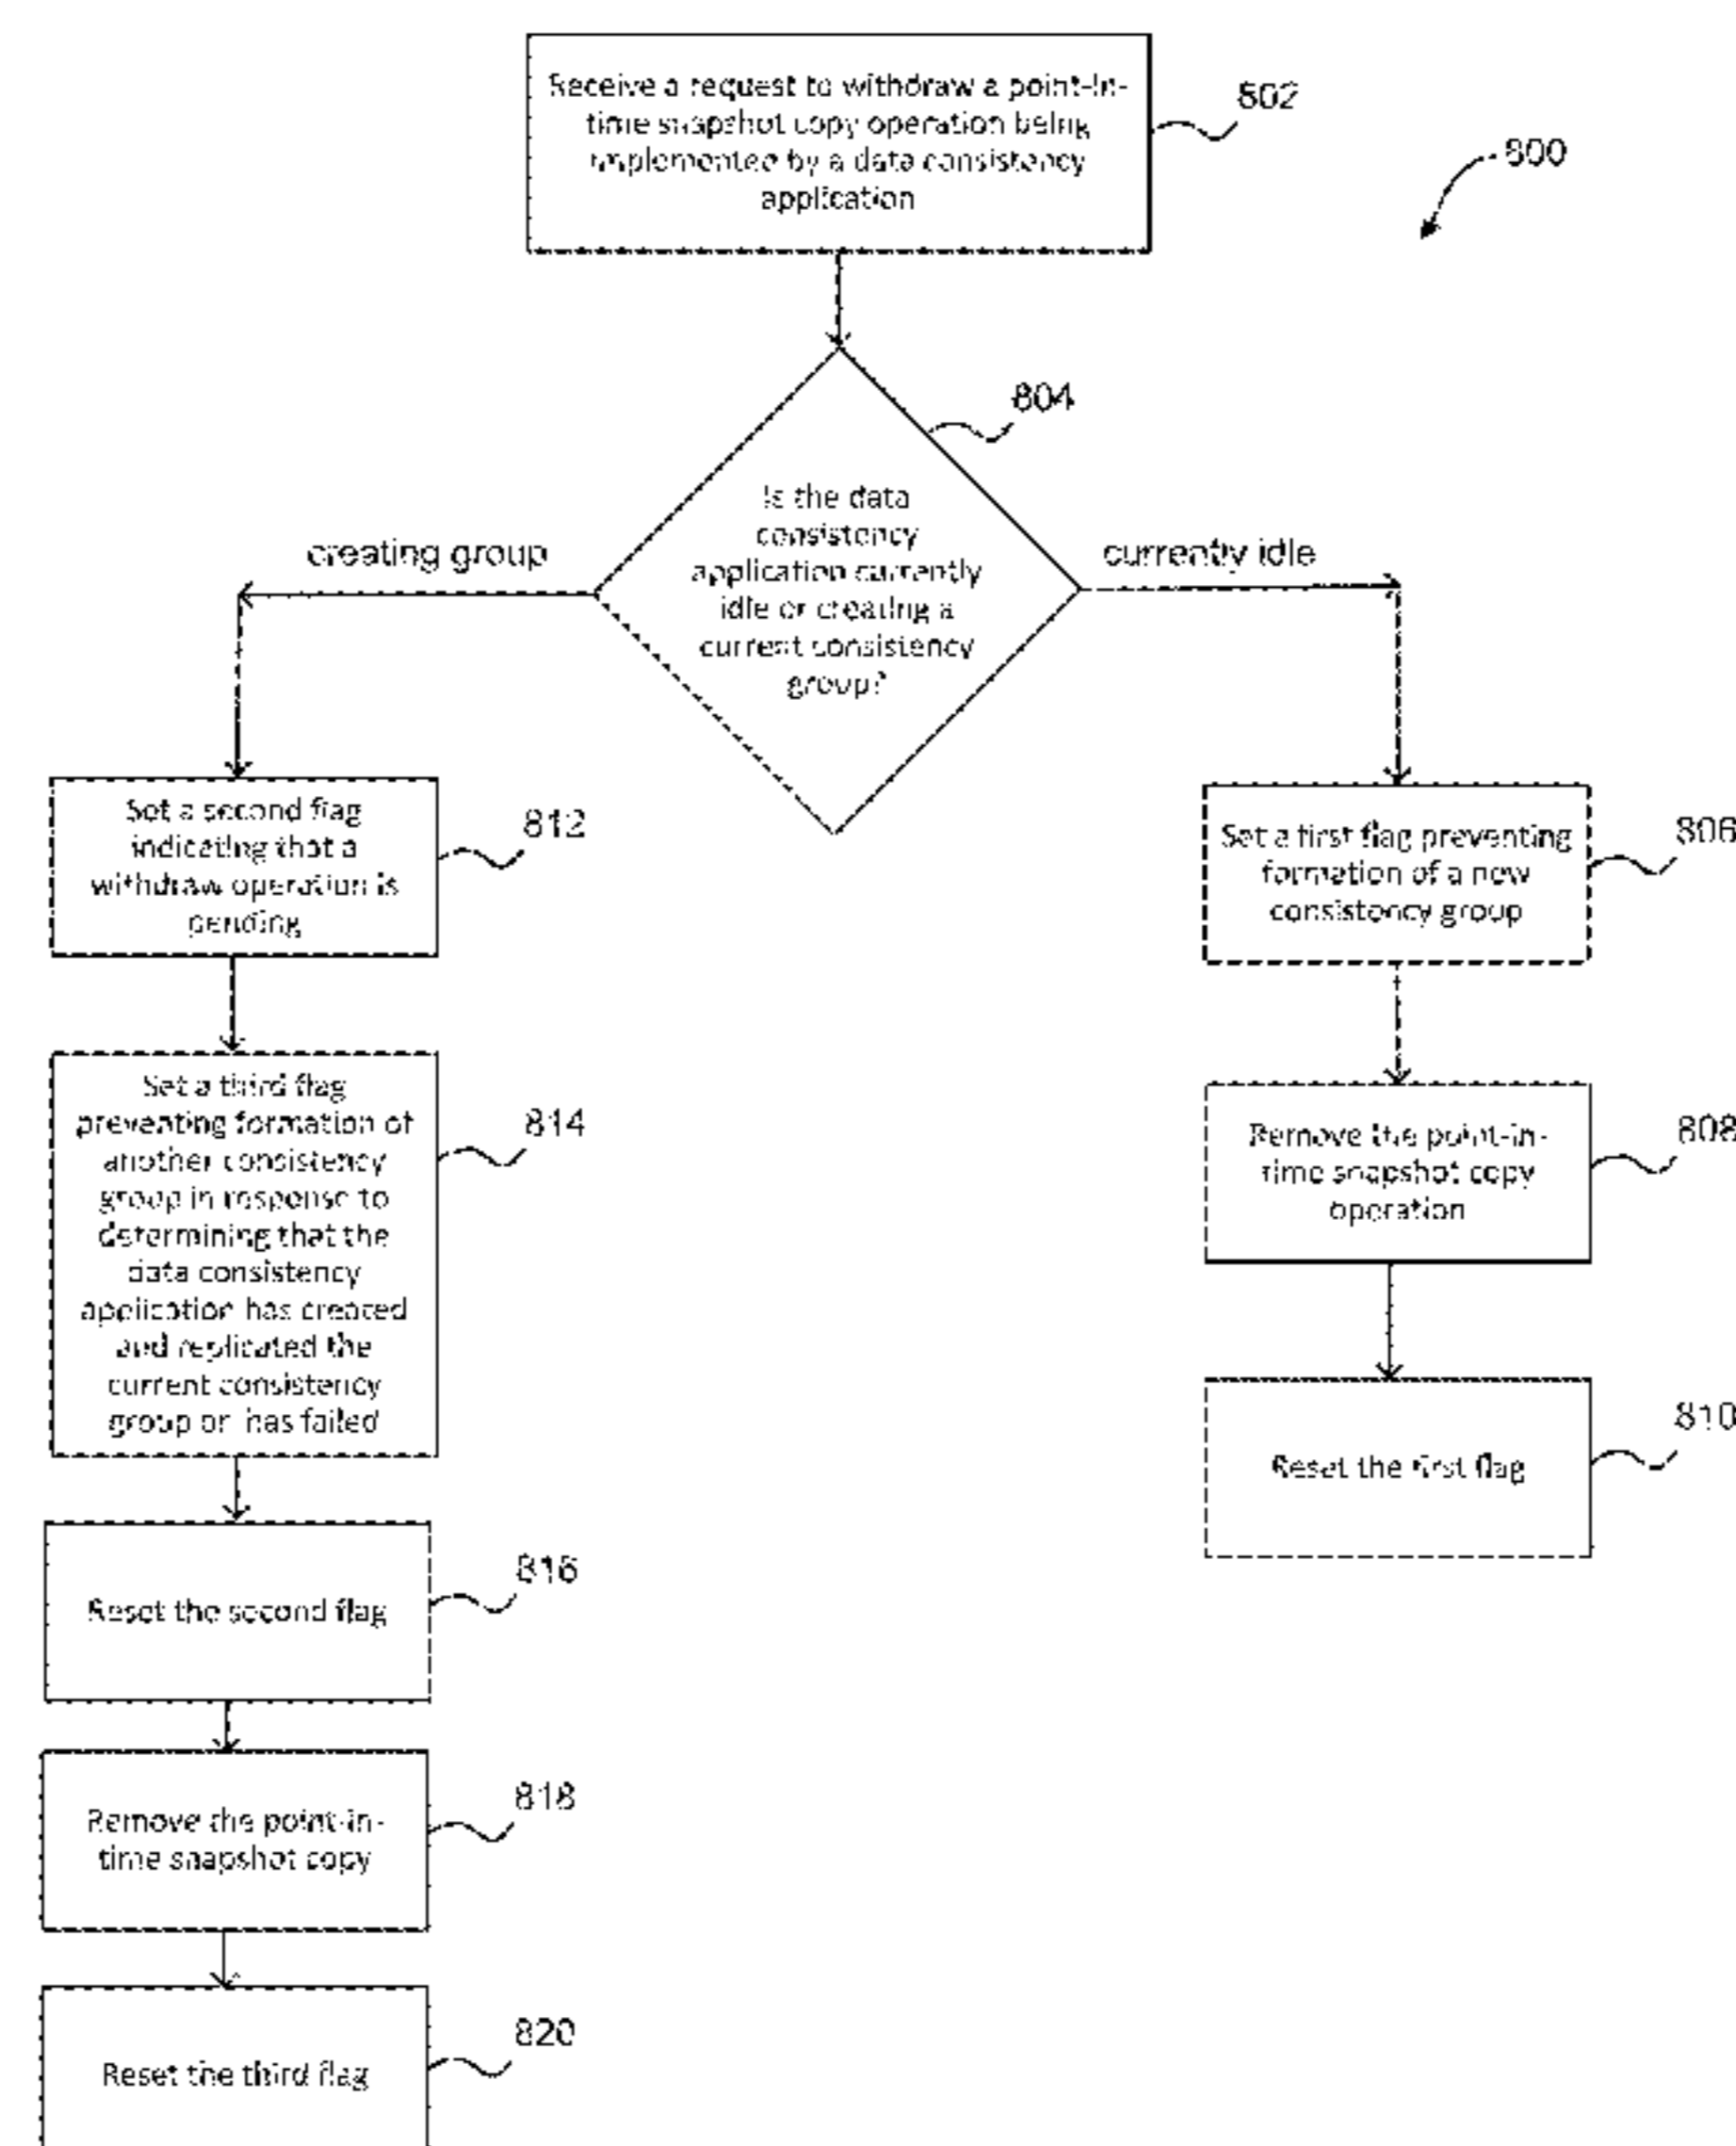 Receive a request to withdraw a point-in-
time snapshot copy operation being
implemented by a data consistency
application
802
800
804
Is the data
consistency
application currently
idle or creating a
current consistency
group?
creating group
currently idle
Set a second flag
indicating that a
withdraw operation is
pending
812
Set a first flag preventing
formation of a new
consistency group
806
Set a third flag
preventing formation of
another consistency
group in response to
determining that the
data consistency
application has created
and replicated the
current consistency
group or has failed
814
Remove the point-in-
time snapshot copy
operation
808
Reset the first flag
810
Reset the second flag
816
Remove the point-in-
time snapshot copy
818
Reset the third flag
820